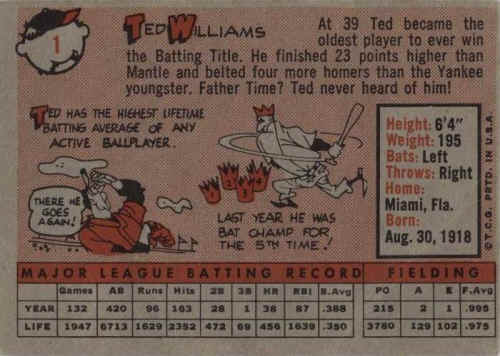 1
TED WILLIAMS
At 39 Ted became the
oldest player to ever win
the Batting Title. He finished 23 points higher than
Mantle and belted four more homers than the Yankee
youngster. Father Time? Ted never heard of him!
TED HAS THE HIGHEST LIFETIME
BATTING AVERAGE OF ANY
ACTIVE BALLPLAYER.
THERE HE
GOES
AGAIN!
LAST YEAR HE WAS
BAT CHAMP FOR
THE 5TH TIME!
Height: 6'4"
Weight: 195
Bats: Left
Throws: Right
Home:
Miami, Fla.
Born:
Aug. 30, 1918
© T.C.G. PRTD. IN U.S.A.
MAJOR LEAGUE BATTING RECORD FIELDING
Games AB Runs Hits 2B 3B HR RBI B.Avg PO A E F.Avg.
YEAR 132 420 96 163 28 1 38 87 .388 215 2 1 .995
LIFE 1947 6713 1629 2352 472 69 456 1639 .350 3780 129 102 .975